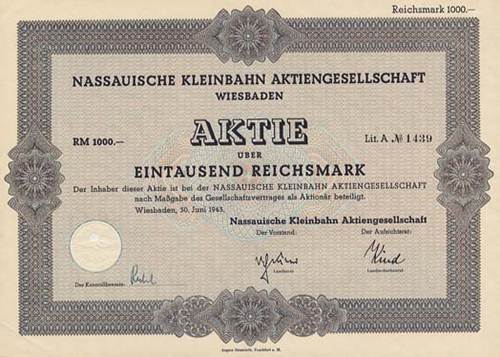 Reichsmark 1000.—
NASSAUISCHE KLEINBAHN AKTIENGESELLSCHAFT
WIESBADEN
AKTIE
RM 1000.— Lit. A. № 1439
ÜBER
EINTAUSEND REICHSMARK
Der Inhaber dieser Aktie ist bei der NASSAUISCHE KLEINBAHN AKTIENGESELLSCHAFT
nach Maßgabe des Gesellschaftsvertrages als Aktionär beteiligt.
Wiesbaden, 30. Juni 1943.
Nassauische Kleinbahn Aktiengesellschaft
Der Vorstand: Der Aufsichtsrat:
Der Kontrollbeamte:
Landesrat